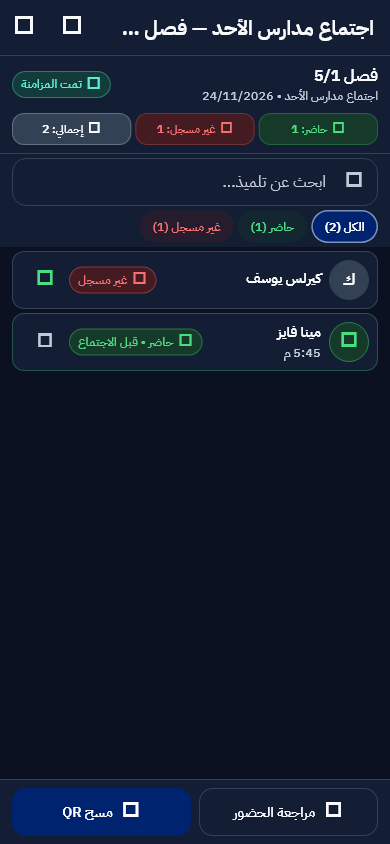 اجتماع مدارس الأحد — فصل ...
فصل 5/1
اجتماع مدارس الأحد • 24/11/2026
تمت المزامنة
حاضر: 1
غير مسجل: 1
إجمالي: 2
ابحث عن تلميذ...
الكل (2)
حاضر (1)
غير مسجل (1)
ك
كيرلس يوسف
غير مسجل
مينا فايز
5:45 م
حاضر • قبل الاجتماع
مراجعة الحضور
مسح QR